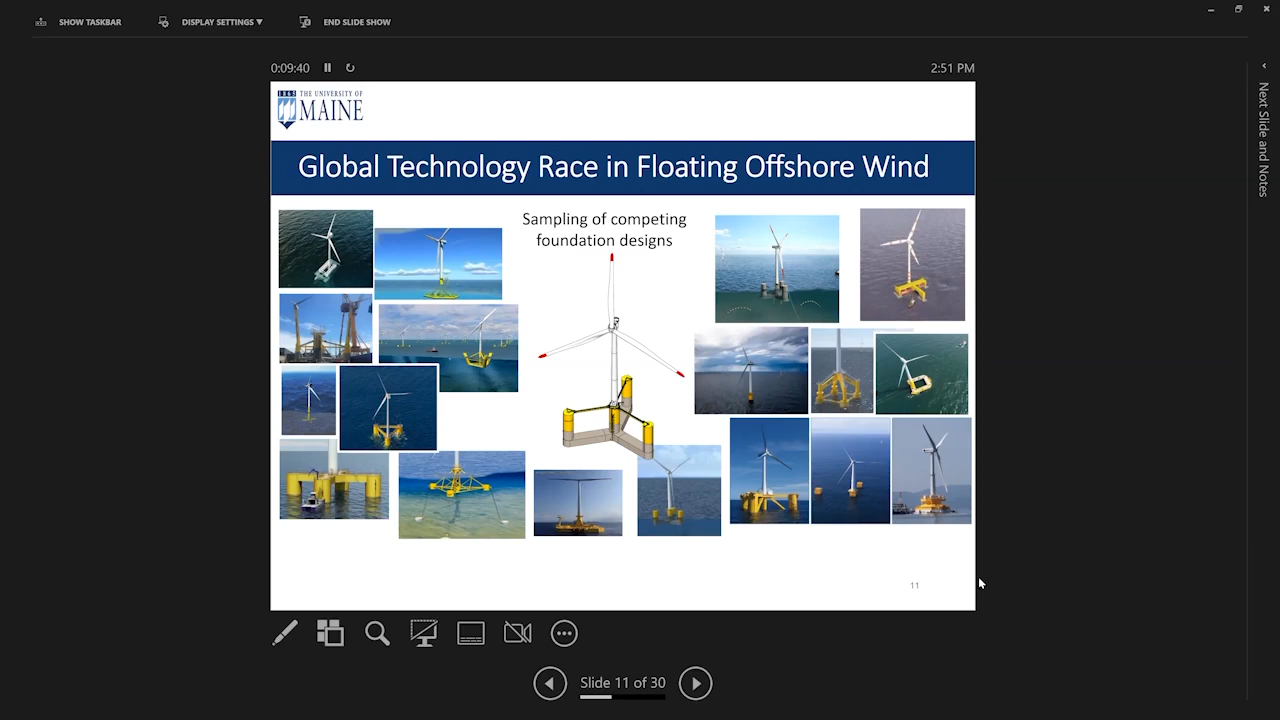 SHOW TASKBAR
DISPLAY SETTINGS ▼
END SLIDE SHOW
0:09:40
2:51 PM
1865 THE UNIVERSITY OF
MAINE
Global Technology Race in Floating Offshore Wind
Sampling of competing
foundation designs
11
Slide 11 of 30
Next Slide and Notes